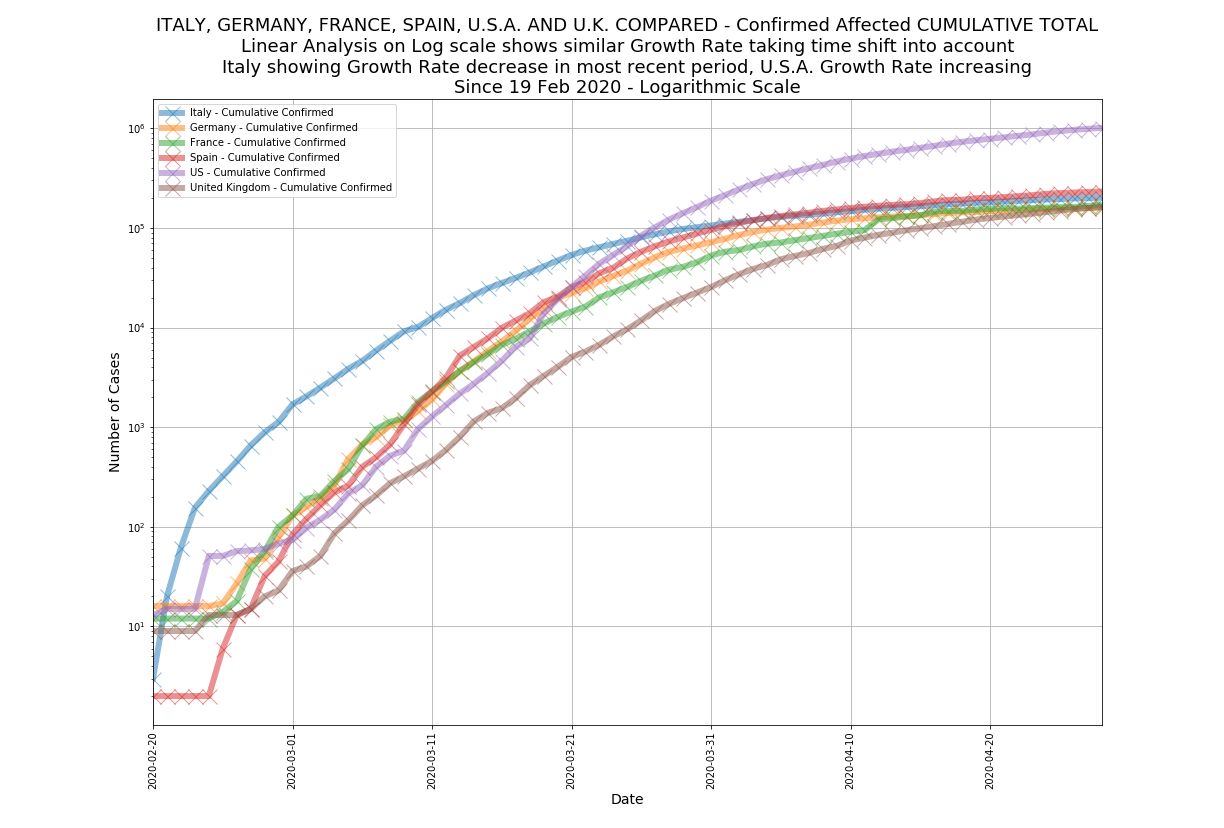 ITALY, GERMANY, FRANCE, SPAIN, U.S.A. AND U.K. COMPARED - Confirmed Affected CUMULATIVE TOTAL
Linear Analysis on Log scale shows similar Growth Rate taking time shift into account
Italy showing Growth Rate decrease in most recent period, U.S.A. Growth Rate increasing
Since 19 Feb 2020 - Logarithmic Scale
Italy - Cumulative Confirmed
Germany - Cumulative Confirmed
France - Cumulative Confirmed
Spain - Cumulative Confirmed
US - Cumulative Confirmed
United Kingdom - Cumulative Confirmed
Number of Cases
10⁶
10⁵
10⁴
10³
10²
10¹
2020-02-20
2020-03-01
2020-03-11
2020-03-21
2020-03-31
2020-04-10
2020-04-20
Date